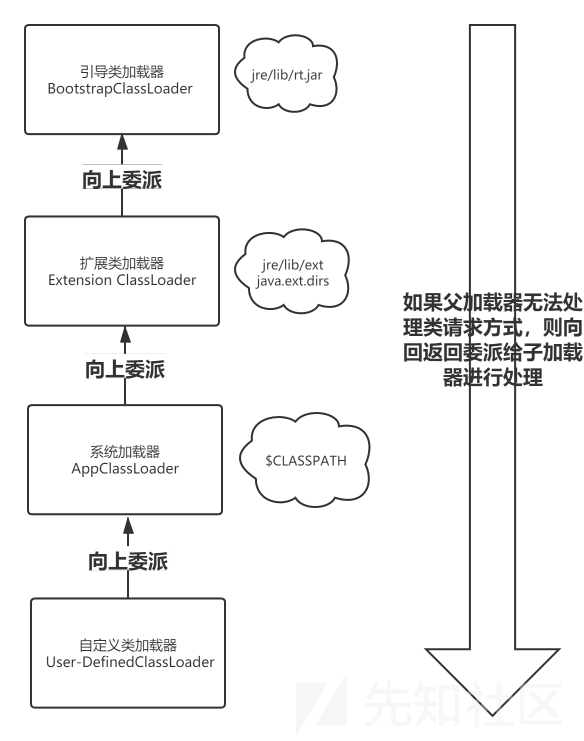 引导类加载器
BootstrapClassLoader
jre/lib/rt.jar
向上委派
扩展类加载器
Extension ClassLoader
jre/lib/ext
java.ext.dirs
如果父加载器无法处
理类请求方式，则向
回返回委派给子加载
器进行处理
向上委派
系统加载器
AppClassLoader
$CLASSPATH
向上委派
自定义类加载器
User-DefinedClassLoader
先知社区